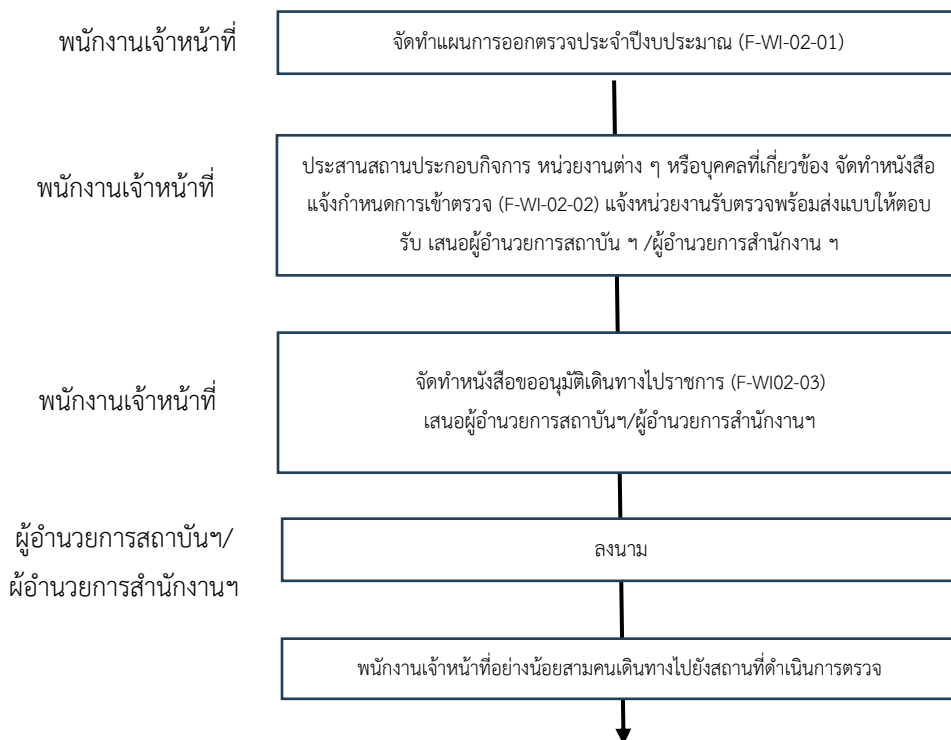 พนักงานเจ้าหน้าที่
จัดทำแผนการออกตรวจประจำปีงบประมาณ (F-WI-02-01)
พนักงานเจ้าหน้าที่
ประสานสถานประกอบกิจการ หน่วยงานต่าง ๆ หรือบุคคลที่เกี่ยวข้อง จัดทำหนังสือ
แจ้งกำหนดการเข้าตรวจ (F-WI-02-02) แจ้งหน่วยงานรับตรวจพร้อมส่งแบบให้ตอบ
รับ เสนอผู้อำนวยการสถาบัน ฯ /ผู้อำนวยการสำนักงาน ฯ
พนักงานเจ้าหน้าที่
จัดทำหนังสือขออนุมัติเดินทางไปราชการ (F-WI02-03)
เสนอผู้อำนวยการสถาบันฯ/ผู้อำนวยการสำนักงานฯ
ผู้อำนวยการสถาบันฯ/
ผู้อำนวยการสำนักงานฯ
ลงนาม
พนักงานเจ้าหน้าที่อย่างน้อยสามคนเดินทางไปยังสถานที่ดำเนินการตรวจ